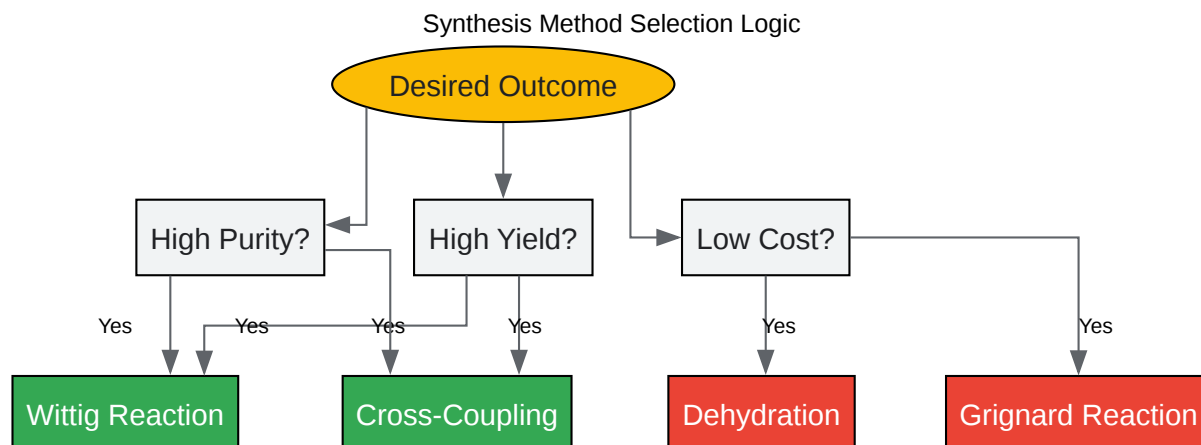 Synthesis Method Selection Logic
Desired Outcome
High Purity?
High Yield?
Low Cost?
Yes
Yes
Yes
Yes
Yes
Yes
Wittig Reaction
Cross-Coupling
Dehydration
Grignard Reaction